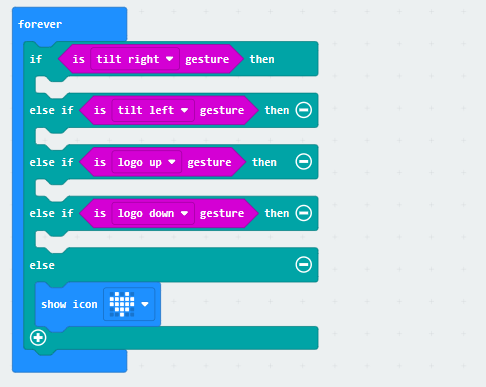 forever
if is tilt right gesture then
else if is tilt left gesture then
else if is logo up gesture then
else if is logo down gesture then
else
show icon